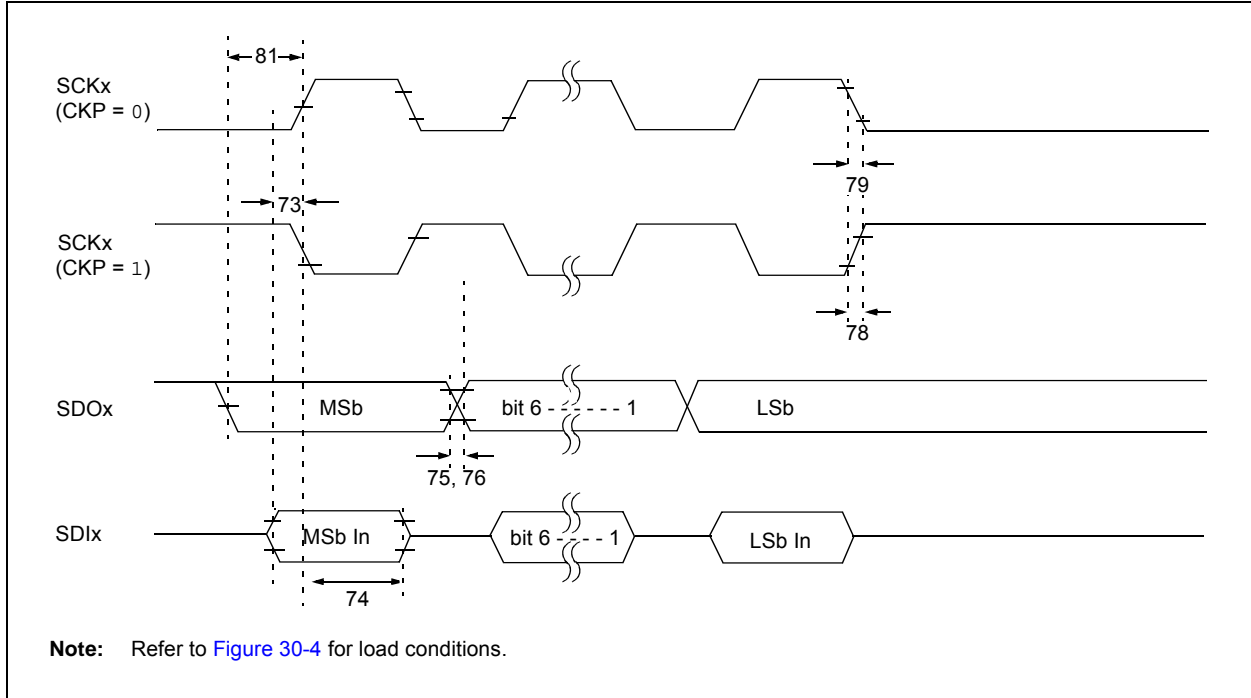 81
SCKx
(CKP = 0)
79
73
SCKx
(CKP = 1)
78
SDOx
MSb
bit 6 - - - - - - 1
LSb
75, 76
SDIx
MSb In
bit 6 - - - - 1
LSb In
74
Note: Refer to Figure 30-4 for load conditions.